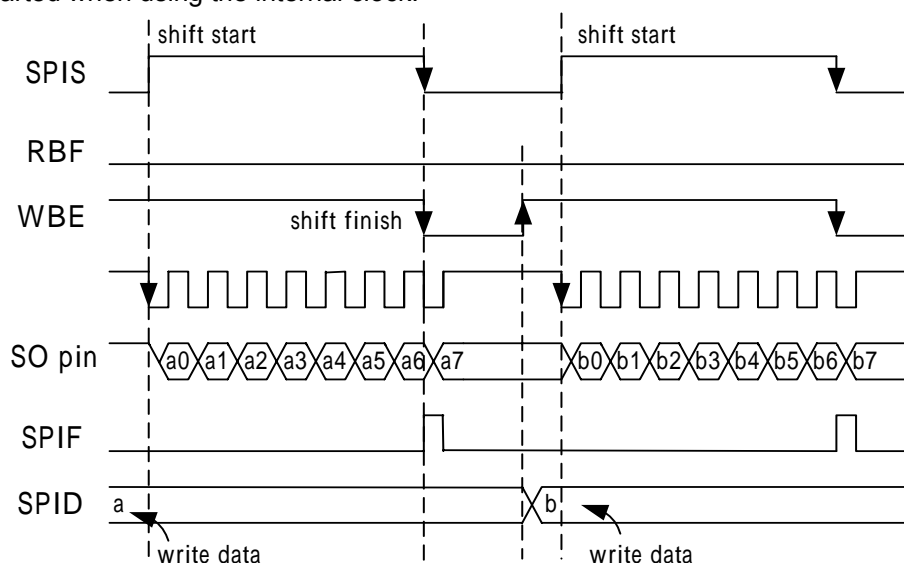 arted when using the internal clock.
shift start shift start
SPIS
RBF
WBE shift finish
SO pin a0 a1 a2 a3 a4 a5 a6 a7 b0 b1 b2 b3 b4 b5 b6 b7
SPIF
SPID a b
write data write data